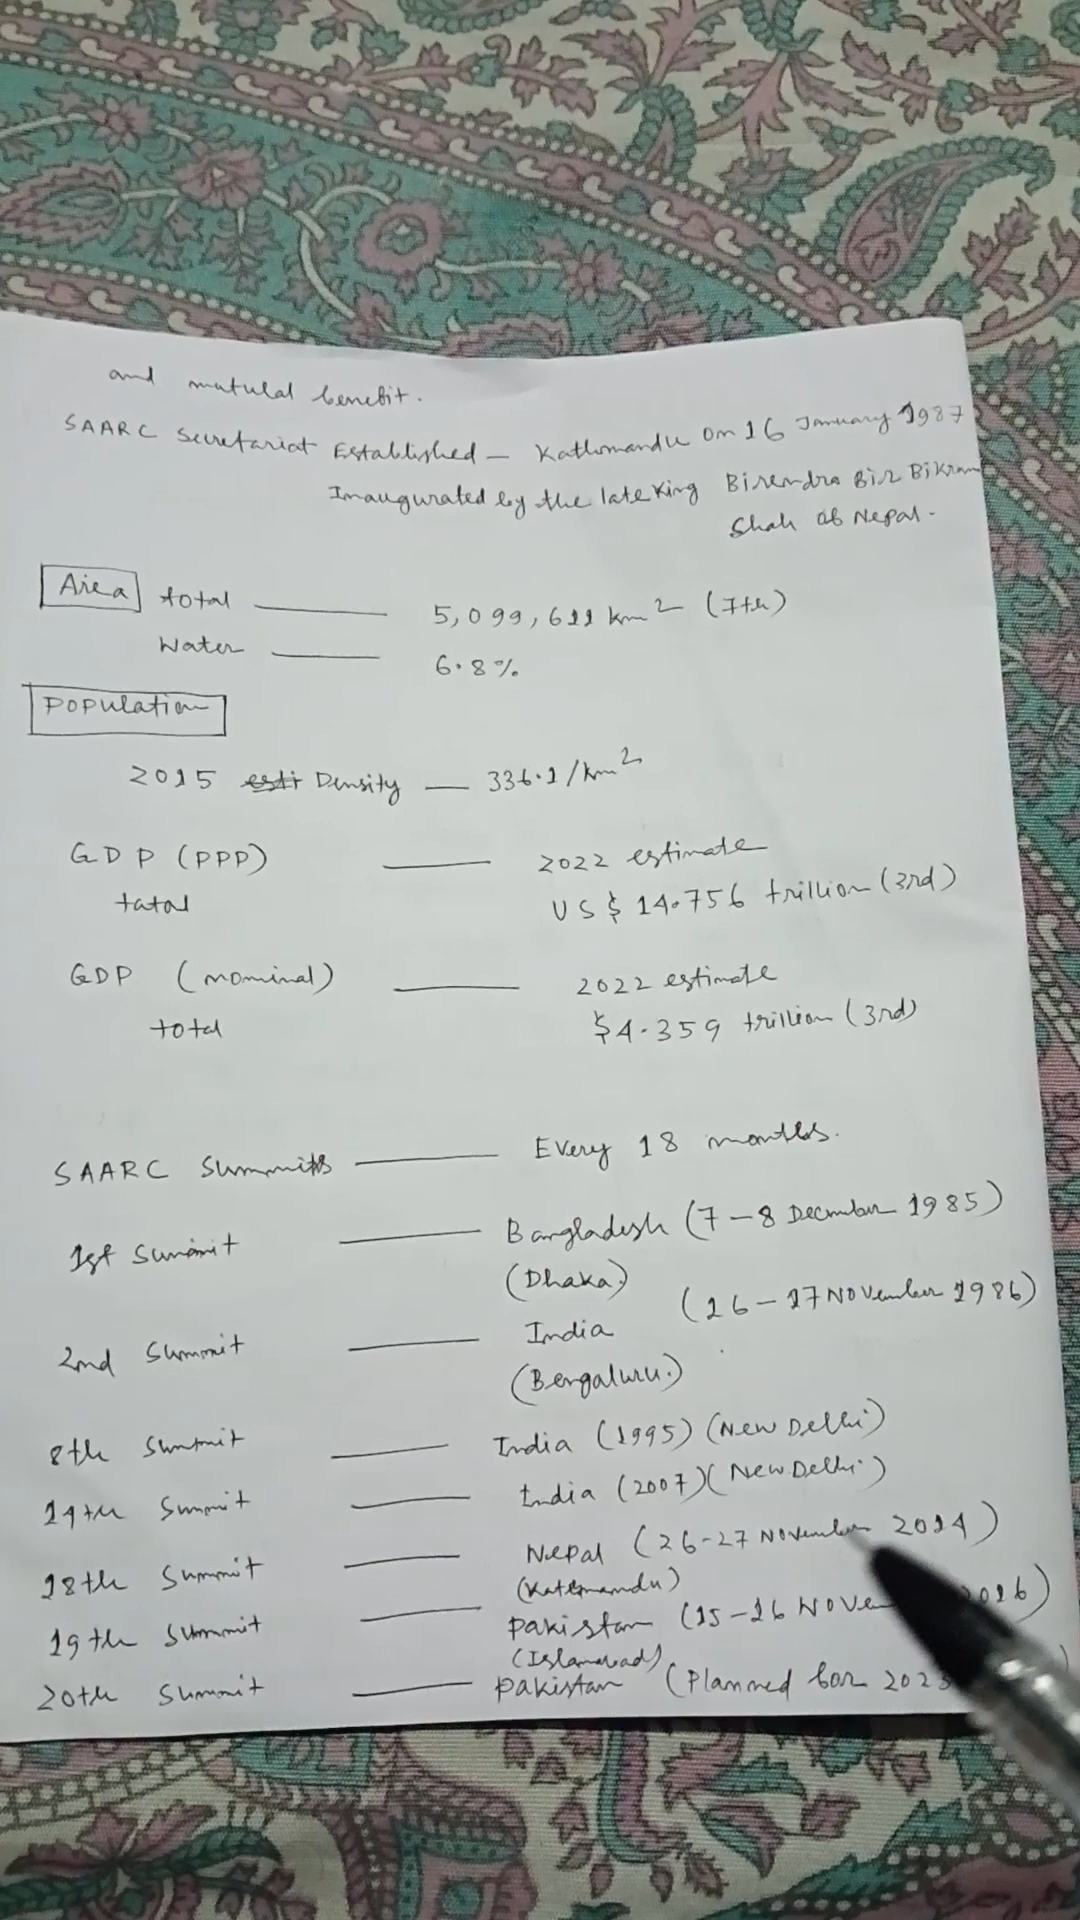 and mutulal benefit.
SAARC Secretariat Established — Kathmandu on 16 January 1987
Inaugurated by the late King Birendra Bir Bikram
Shah of Nepal.
Area total — 5,099,611 km2 (7th)
Water — 6.8%
Population
2015 esti Density — 336.1/km2
GDP (PPP) — 2022 estimate
tatal US $ 14.756 trillion (3rd)
GDP (nominal) — 2022 estimate
total $4.359 trillion (3rd)
SAARC Summits — Every 18 months.
1st Summit — Bangladesh (7-8 December 1985)
(Dhaka)
2nd Summit — India (16-17 November 1986)
(Bengaluru.)
8th Summit — India (1995) (New Delhi)
14th Summit — India (2007) (New Delhi)
18th Summit — Nepal (26-27 November 2014)
(Kathmandu)
19th Summit — Pakistan (15-16 Nove 2016)
(Islamabad)
20th Summit — Pakistan (Planned for